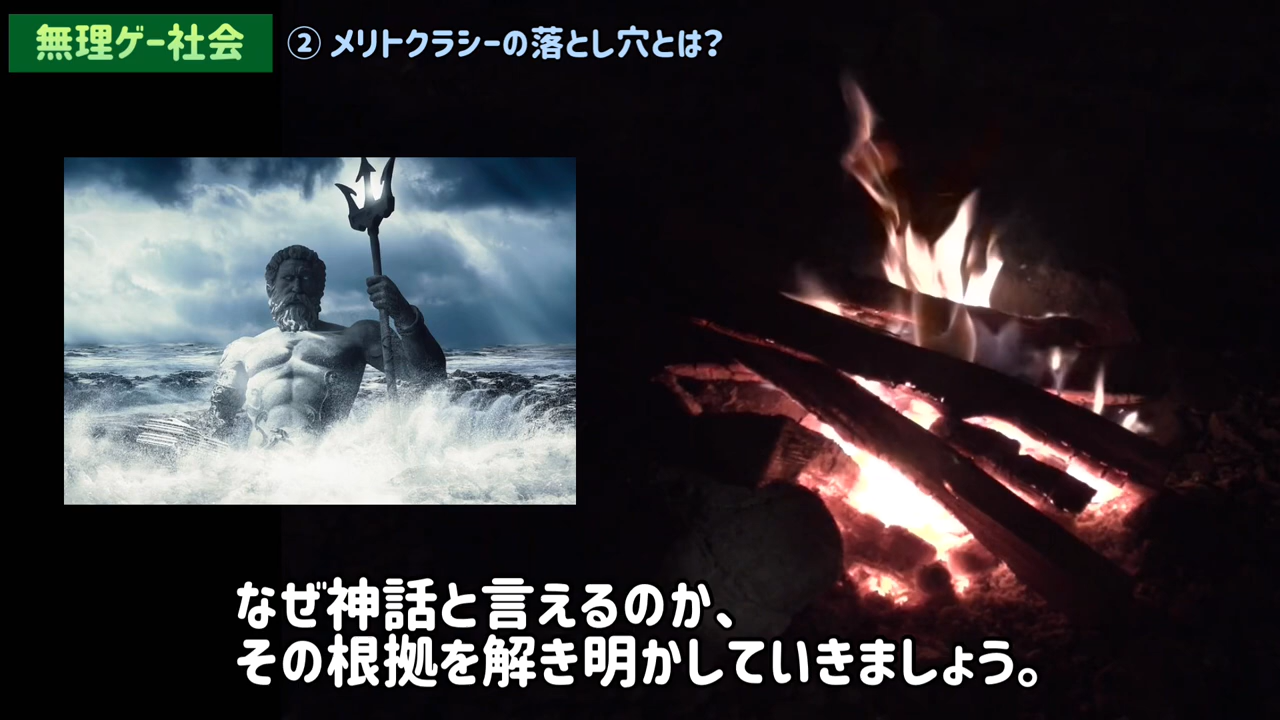 無理ゲー社会
② メリトクラシーの落とし穴とは?
なぜ神話と言えるのか、
その根拠を解き明かしていきましょう。